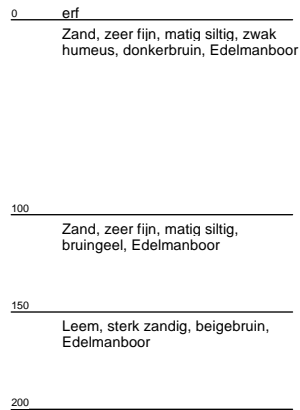 0 erf
Zand, zeer fijn, matig siltig, zwak
humeus, donkerbruin, Edelmanboor
100
Zand, zeer fijn, matig siltig,
bruingeel, Edelmanboor
150
Leem, sterk zandig, beigebruin,
Edelmanboor
200